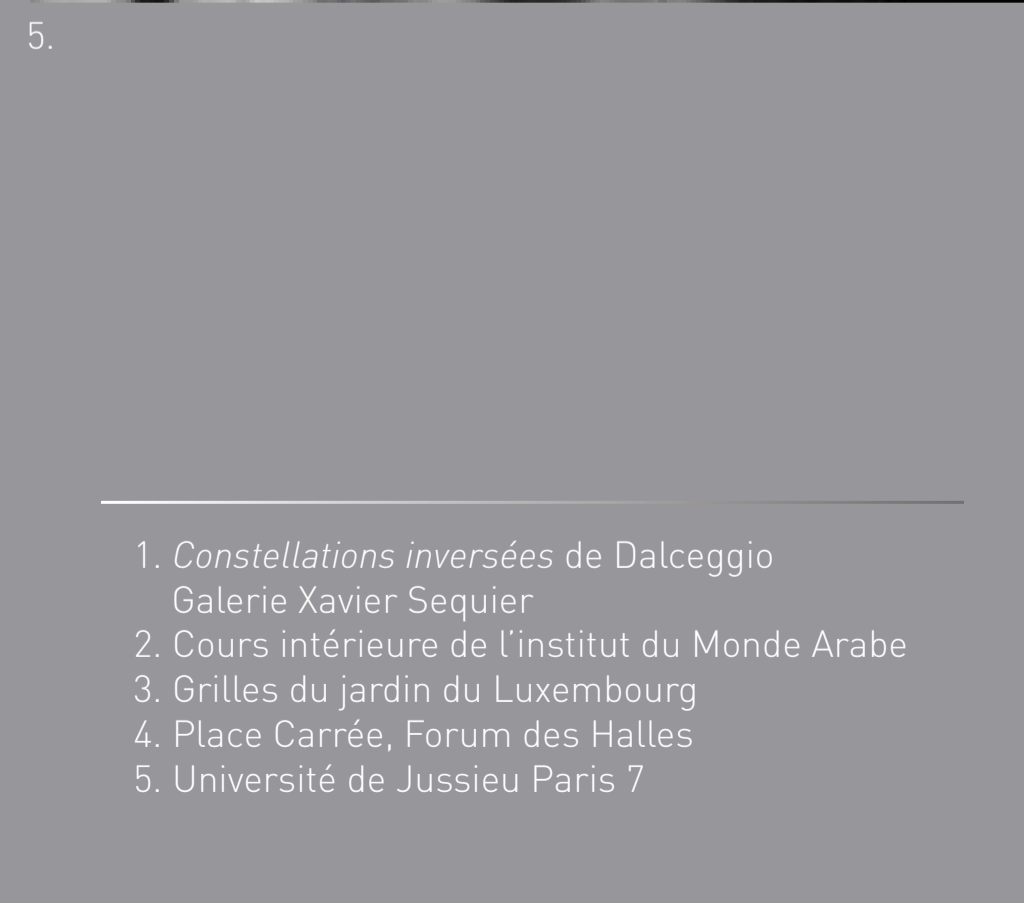 5.
1. Constellations inversées de Dalceggio
Galerie Xavier Sequier
2. Cours intérieure de l’institut du Monde Arabe
3. Grilles du jardin du Luxembourg
4. Place Carrée, Forum des Halles
5. Université de Jussieu Paris 7